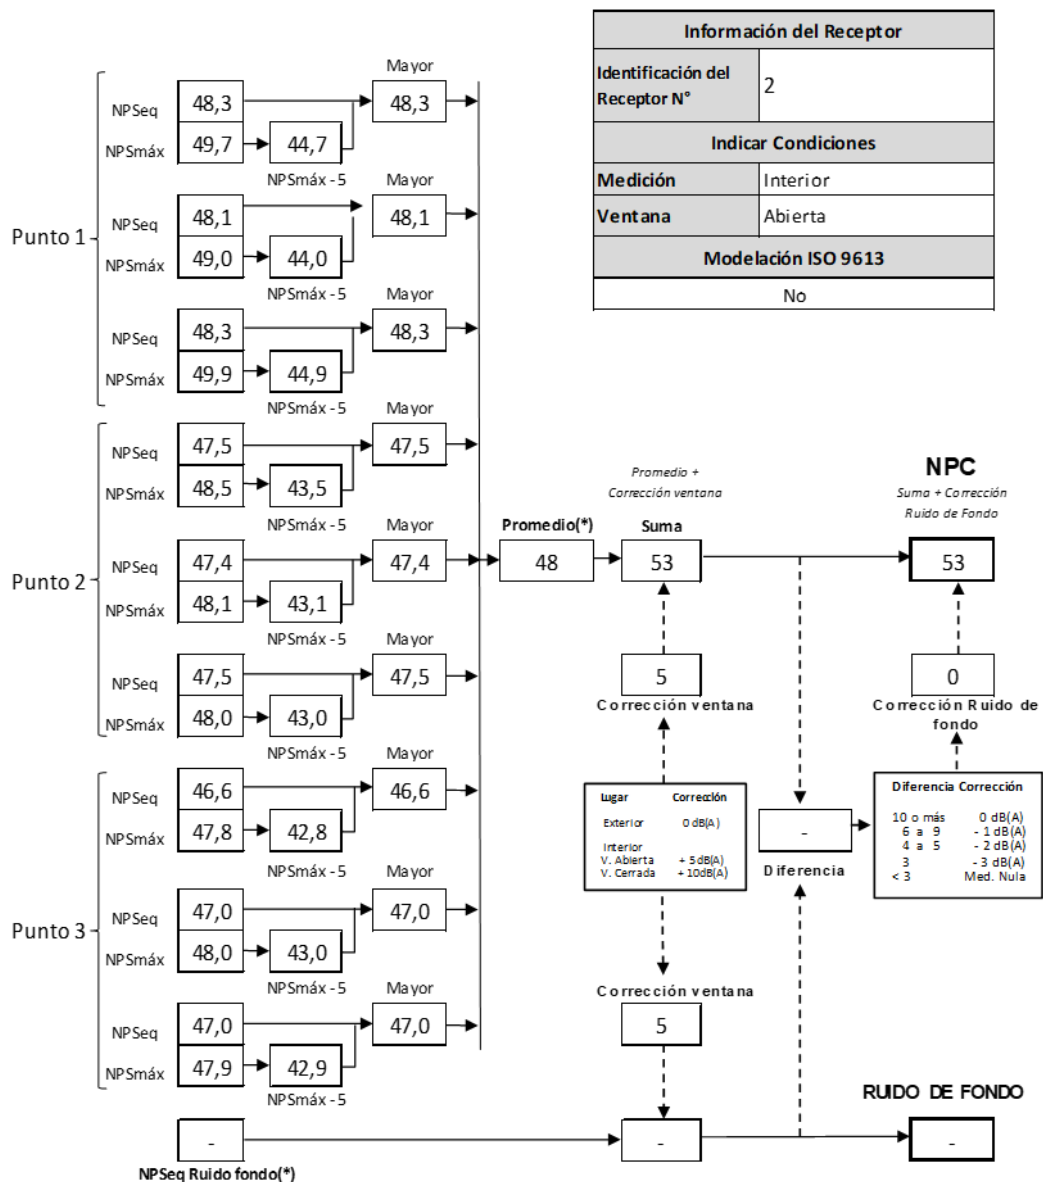 Información del Receptor
Identificación del Receptor N°
2
Indicar Condiciones
Medición
Interior
Ventana
Abierta
Modelación ISO 9613
No
Punto 1
Mayor
NPSeq
48,3
48,3
NPSmáx
49,7
44,7
NPSmáx - 5
Mayor
NPSeq
48,1
48,1
NPSmáx
49,0
44,0
NPSmáx - 5
Mayor
NPSeq
48,3
48,3
NPSmáx
49,9
44,9
NPSmáx - 5
Punto 2
Mayor
NPSeq
47,5
47,5
NPSmáx
48,5
43,5
NPSmáx - 5
Mayor
NPSeq
47,4
47,4
NPSmáx
48,1
43,1
NPSmáx - 5
Mayor
NPSeq
47,5
47,5
NPSmáx
48,0
43,0
NPSmáx - 5
Punto 3
Mayor
NPSeq
46,6
46,6
NPSmáx
47,8
42,8
NPSmáx - 5
Mayor
NPSeq
47,0
47,0
NPSmáx
48,0
43,0
NPSmáx - 5
Mayor
NPSeq
47,0
47,0
NPSmáx
47,9
42,9
NPSmáx - 5
Promedio(*)
48
Promedio +
Corrección ventana
Suma
53
NPC
Suma + Corrección
Ruido de Fondo
53
5
Corrección ventana
0
Corrección Ruido de
fondo
Lugar Corrección
Exterior 0 dB(A)
Interior
V. Abierta + 5dB(A)
V. Cerrada + 10dB(A)
-
Diferencia
Diferencia Corrección
10 o más 0 dB(A)
6 a 9 - 1 dB(A)
4 a 5 - 2 dB(A)
3 - 3 dB(A)
< 3 Med. Nula
Corrección ventana
5
RUIDO DE FONDO
-
-
-
NPSeq Ruido fondo(*)